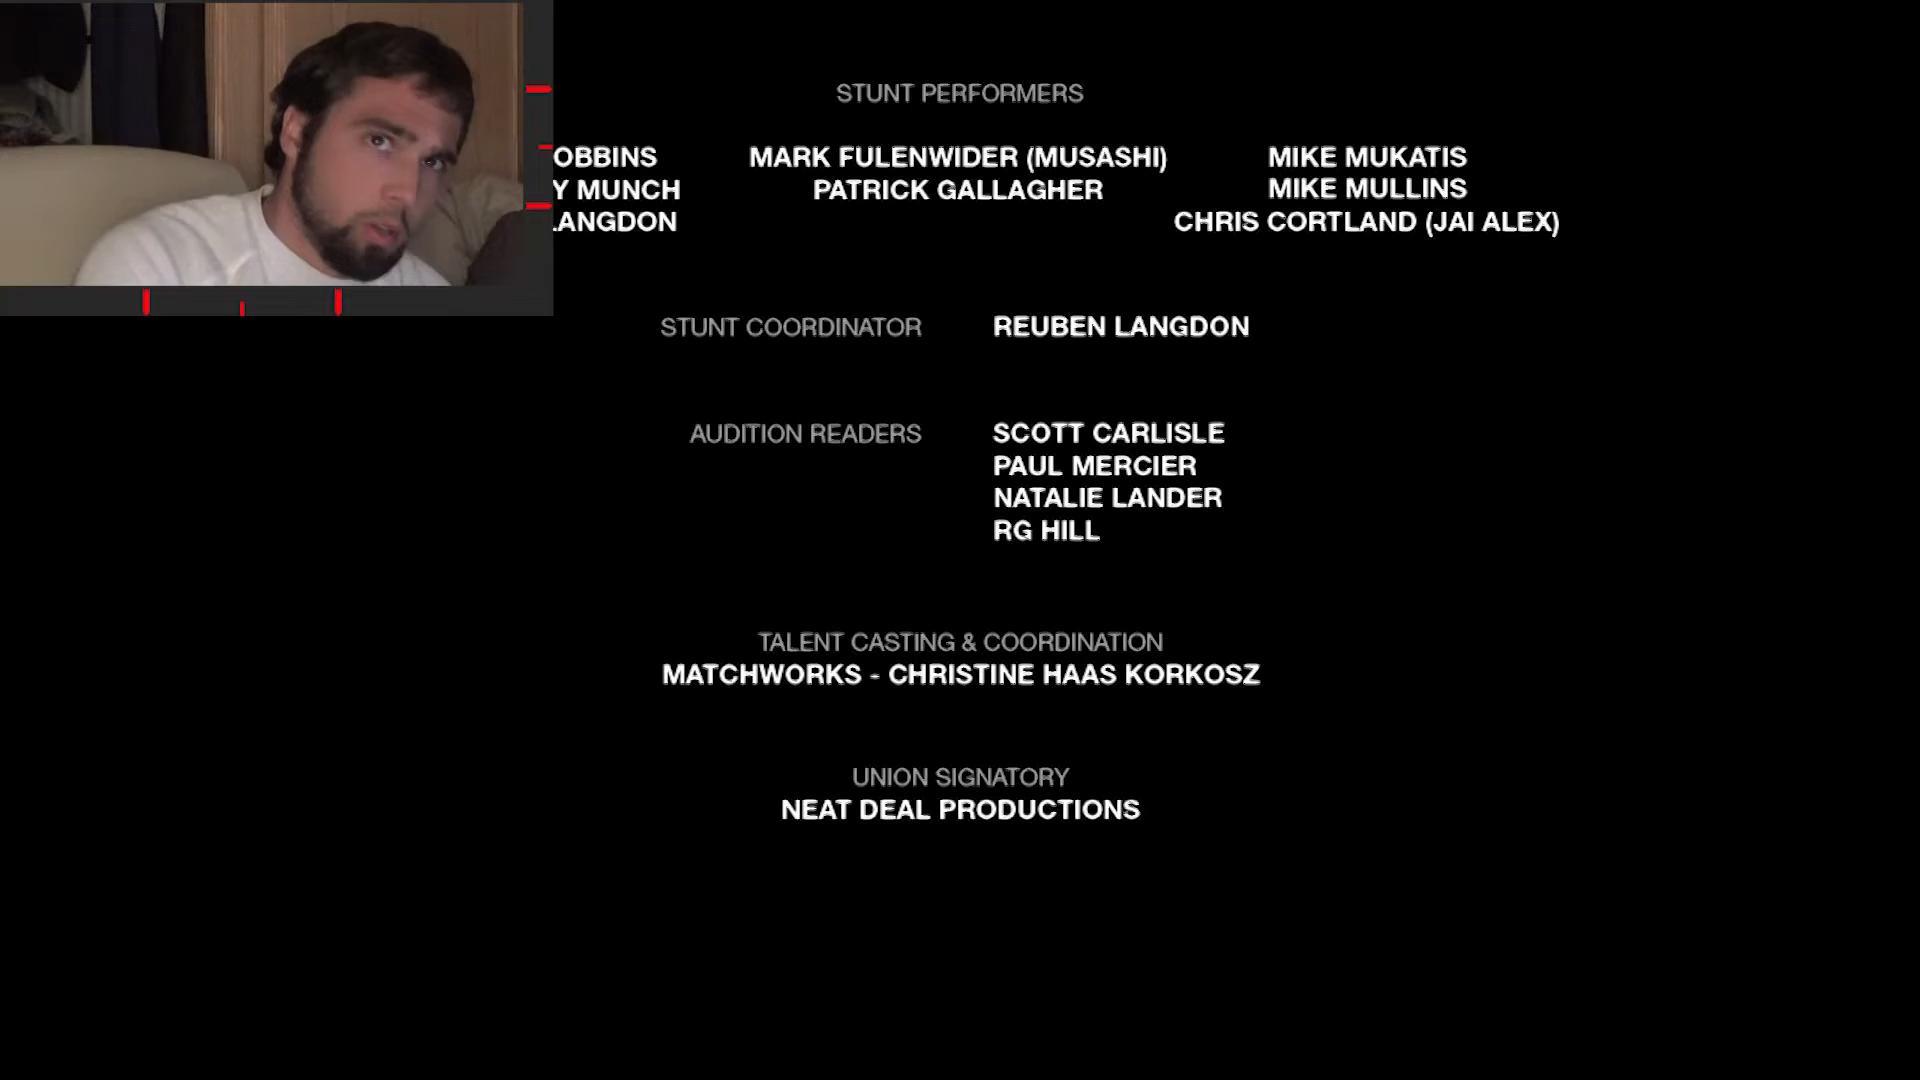 STUNT PERFORMERS
OBBINS MARK FULENWIDER (MUSASHI) MIKE MUKATIS
Y MUNCH PATRICK GALLAGHER MIKE MULLINS
LANGDON CHRIS CORTLAND (JAI ALEX)
STUNT COORDINATOR REUBEN LANGDON
AUDITION READERS SCOTT CARLISLE
PAUL MERCIER
NATALIE LANDER
RG HILL
TALENT CASTING & COORDINATION
MATCHWORKS - CHRISTINE HAAS KORKOSZ
UNION SIGNATORY
NEAT DEAL PRODUCTIONS